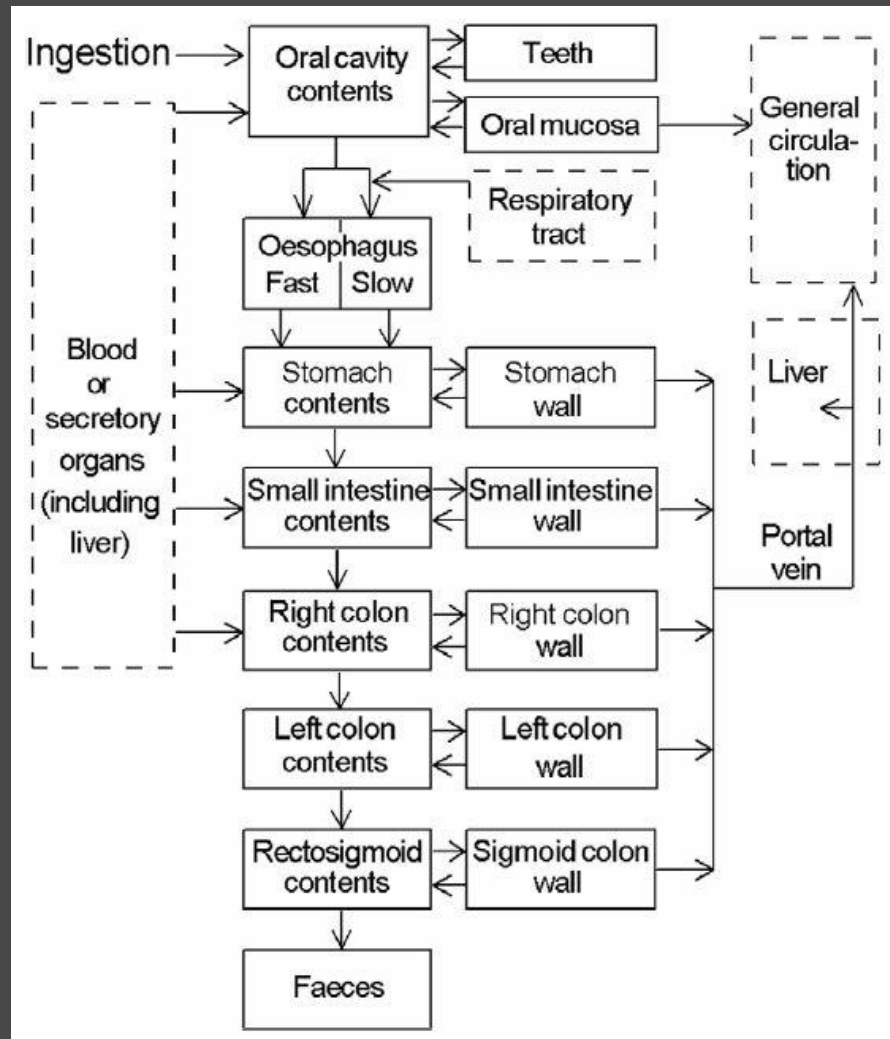 Ingestion
Oral cavity
contents
Teeth
Oral mucosa
General
circula-
tion
Respiratory
tract
Oesophagus
Fast
Slow
Blood
or
secretory
organs
(including
liver)
Stomach
contents
Stomach
wall
Liver
Small intestine
contents
Small intestine
wall
Portal
vein
Right colon
contents
Right colon
wall
Left colon
contents
Left colon
wall
Rectosigmoid
contents
Sigmoid colon
wall
Faeces